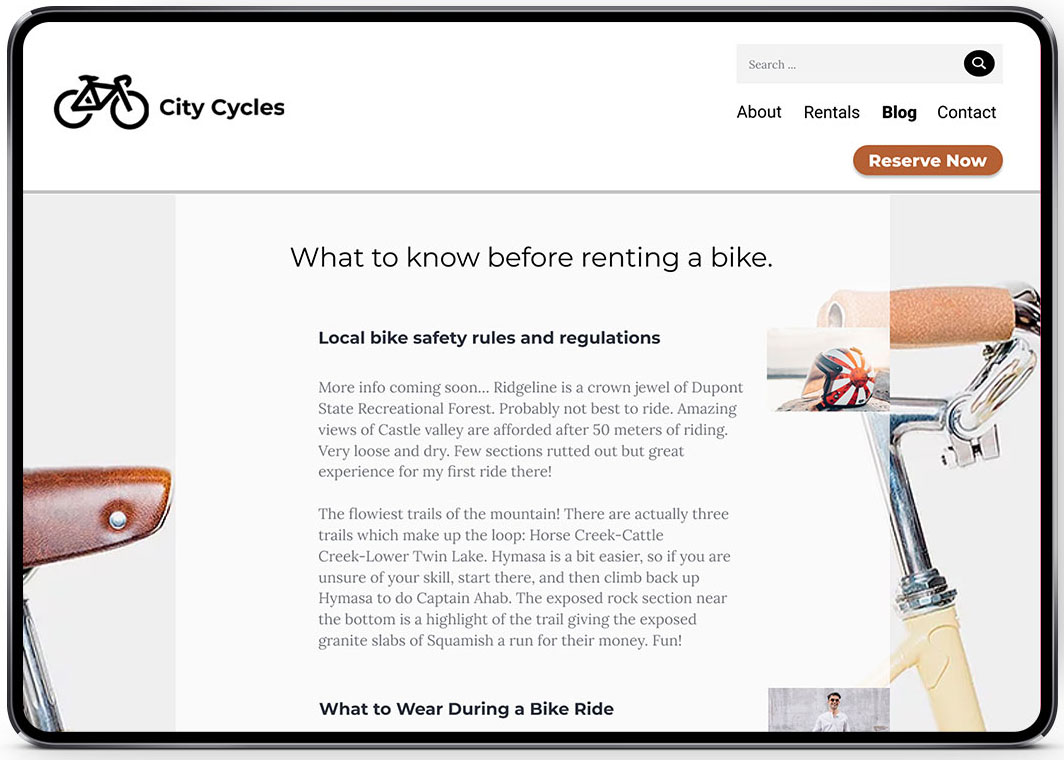 Search ...
City Cycles
About Rentals Blog Contact
Reserve Now
What to know before renting a bike.
Local bike safety rules and regulations
More info coming soon... Ridgeline is a crown jewel of Dupont
State Recreational Forest. Probably not best to ride. Amazing
views of Castle valley are afforded after 50 meters of riding.
Very loose and dry. Few sections rutted out but great
experience for my first ride there!
The flowiest trails of the mountain! There are actually three
trails which make up the loop: Horse Creek-Cattle
Creek-Lower Twin Lake. Hymasa is a bit easier, so if you are
unsure of your skill, start there, and then climb back up
Hymasa to do Captain Ahab. The exposed rock section near
the bottom is a highlight of the trail giving the exposed
granite slabs of Squamish a run for their money. Fun!
What to Wear During a Bike Ride